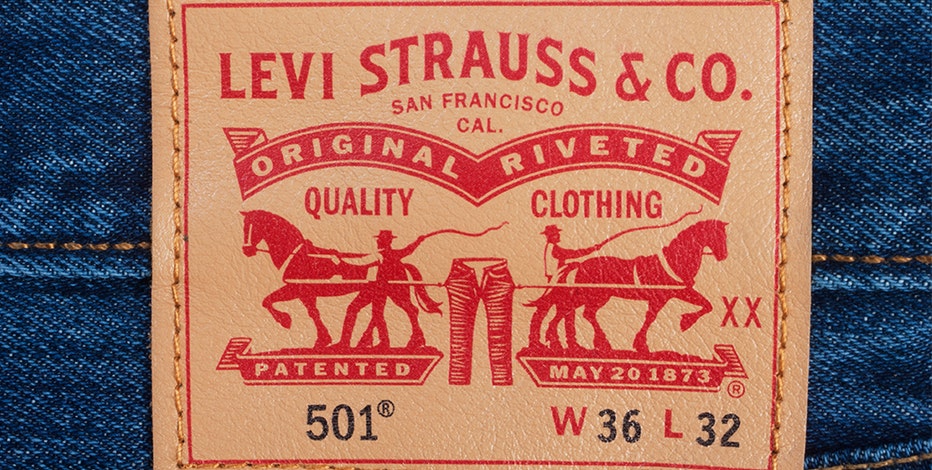 LEVI STRAUSS & CO.
SAN FRANCISCO
CAL.
ORIGINAL RIVETED
QUALITY CLOTHING
XX
PATENTED MAY 20 1873 ®
501® W 36 L 32